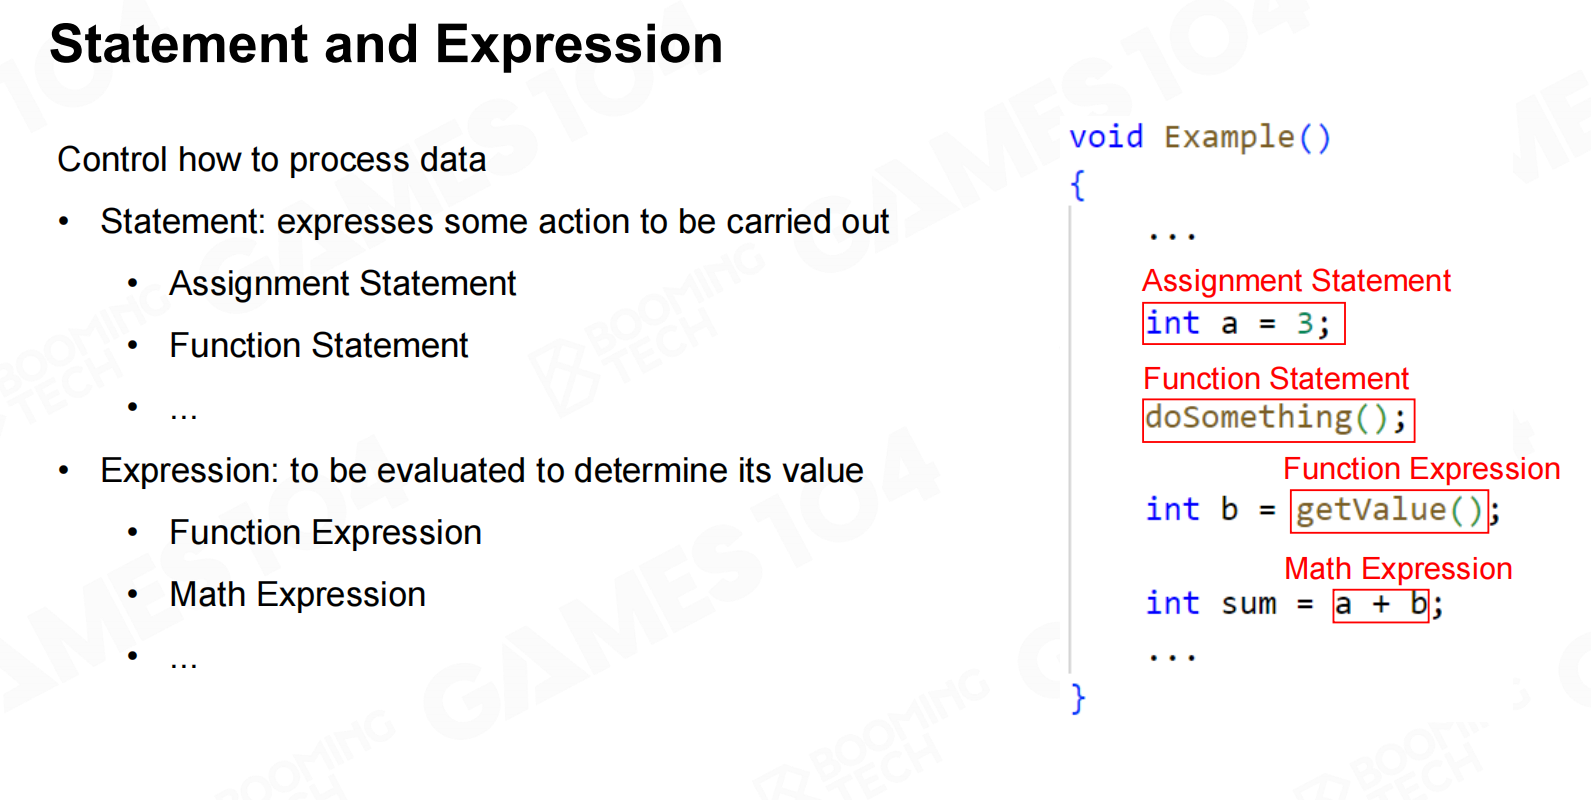 Statement and Expression
Control how to process data
• Statement: expresses some action to be carried out
• Assignment Statement
• Function Statement
• ...
• Expression: to be evaluated to determine its value
• Function Expression
• Math Expression
• ...
void Example()
{
...
Assignment Statement
int a = 3;
Function Statement
doSomething();
Function Expression
int b = getValue();
Math Expression
int sum = a + b;
...
}
GAMES104
BOOMING TECH